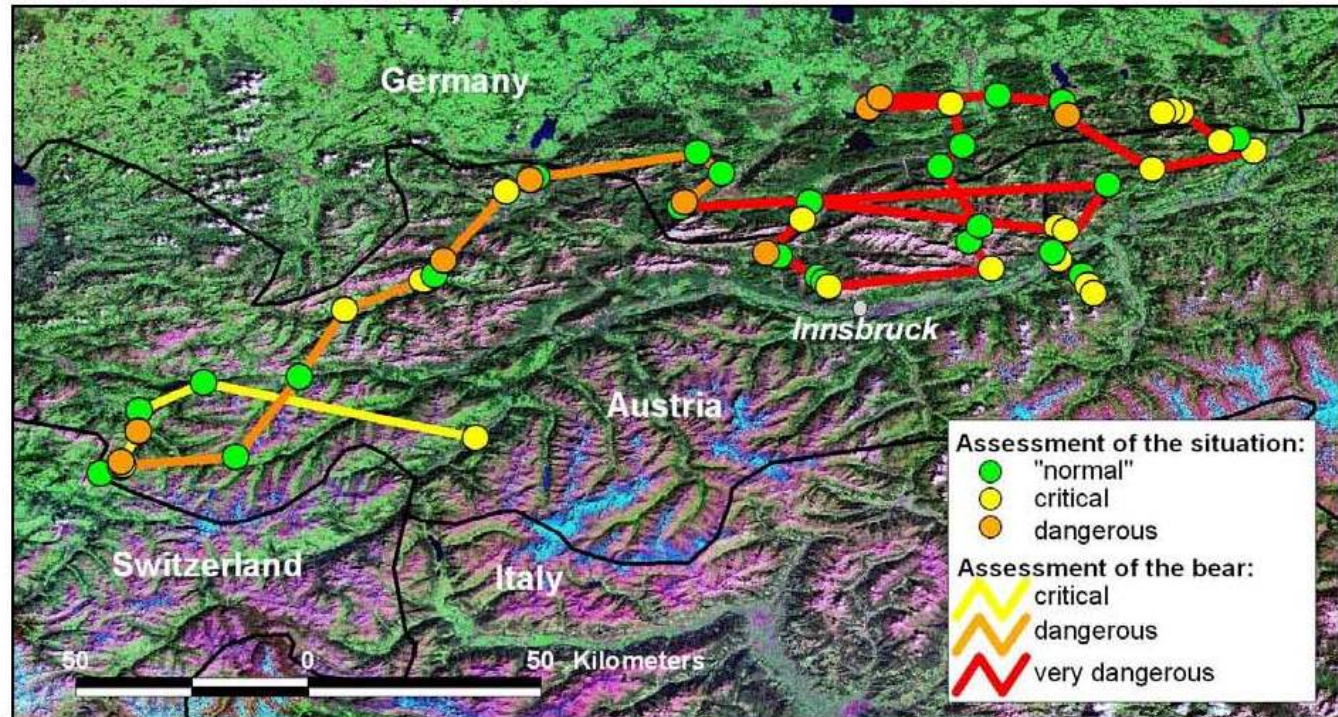 Germany
Innsbruck
Austria
Switzerland
Italy
50 0 50 Kilometers
Assessment of the situation:
"normal"
critical
dangerous
Assessment of the bear:
critical
dangerous
very dangerous